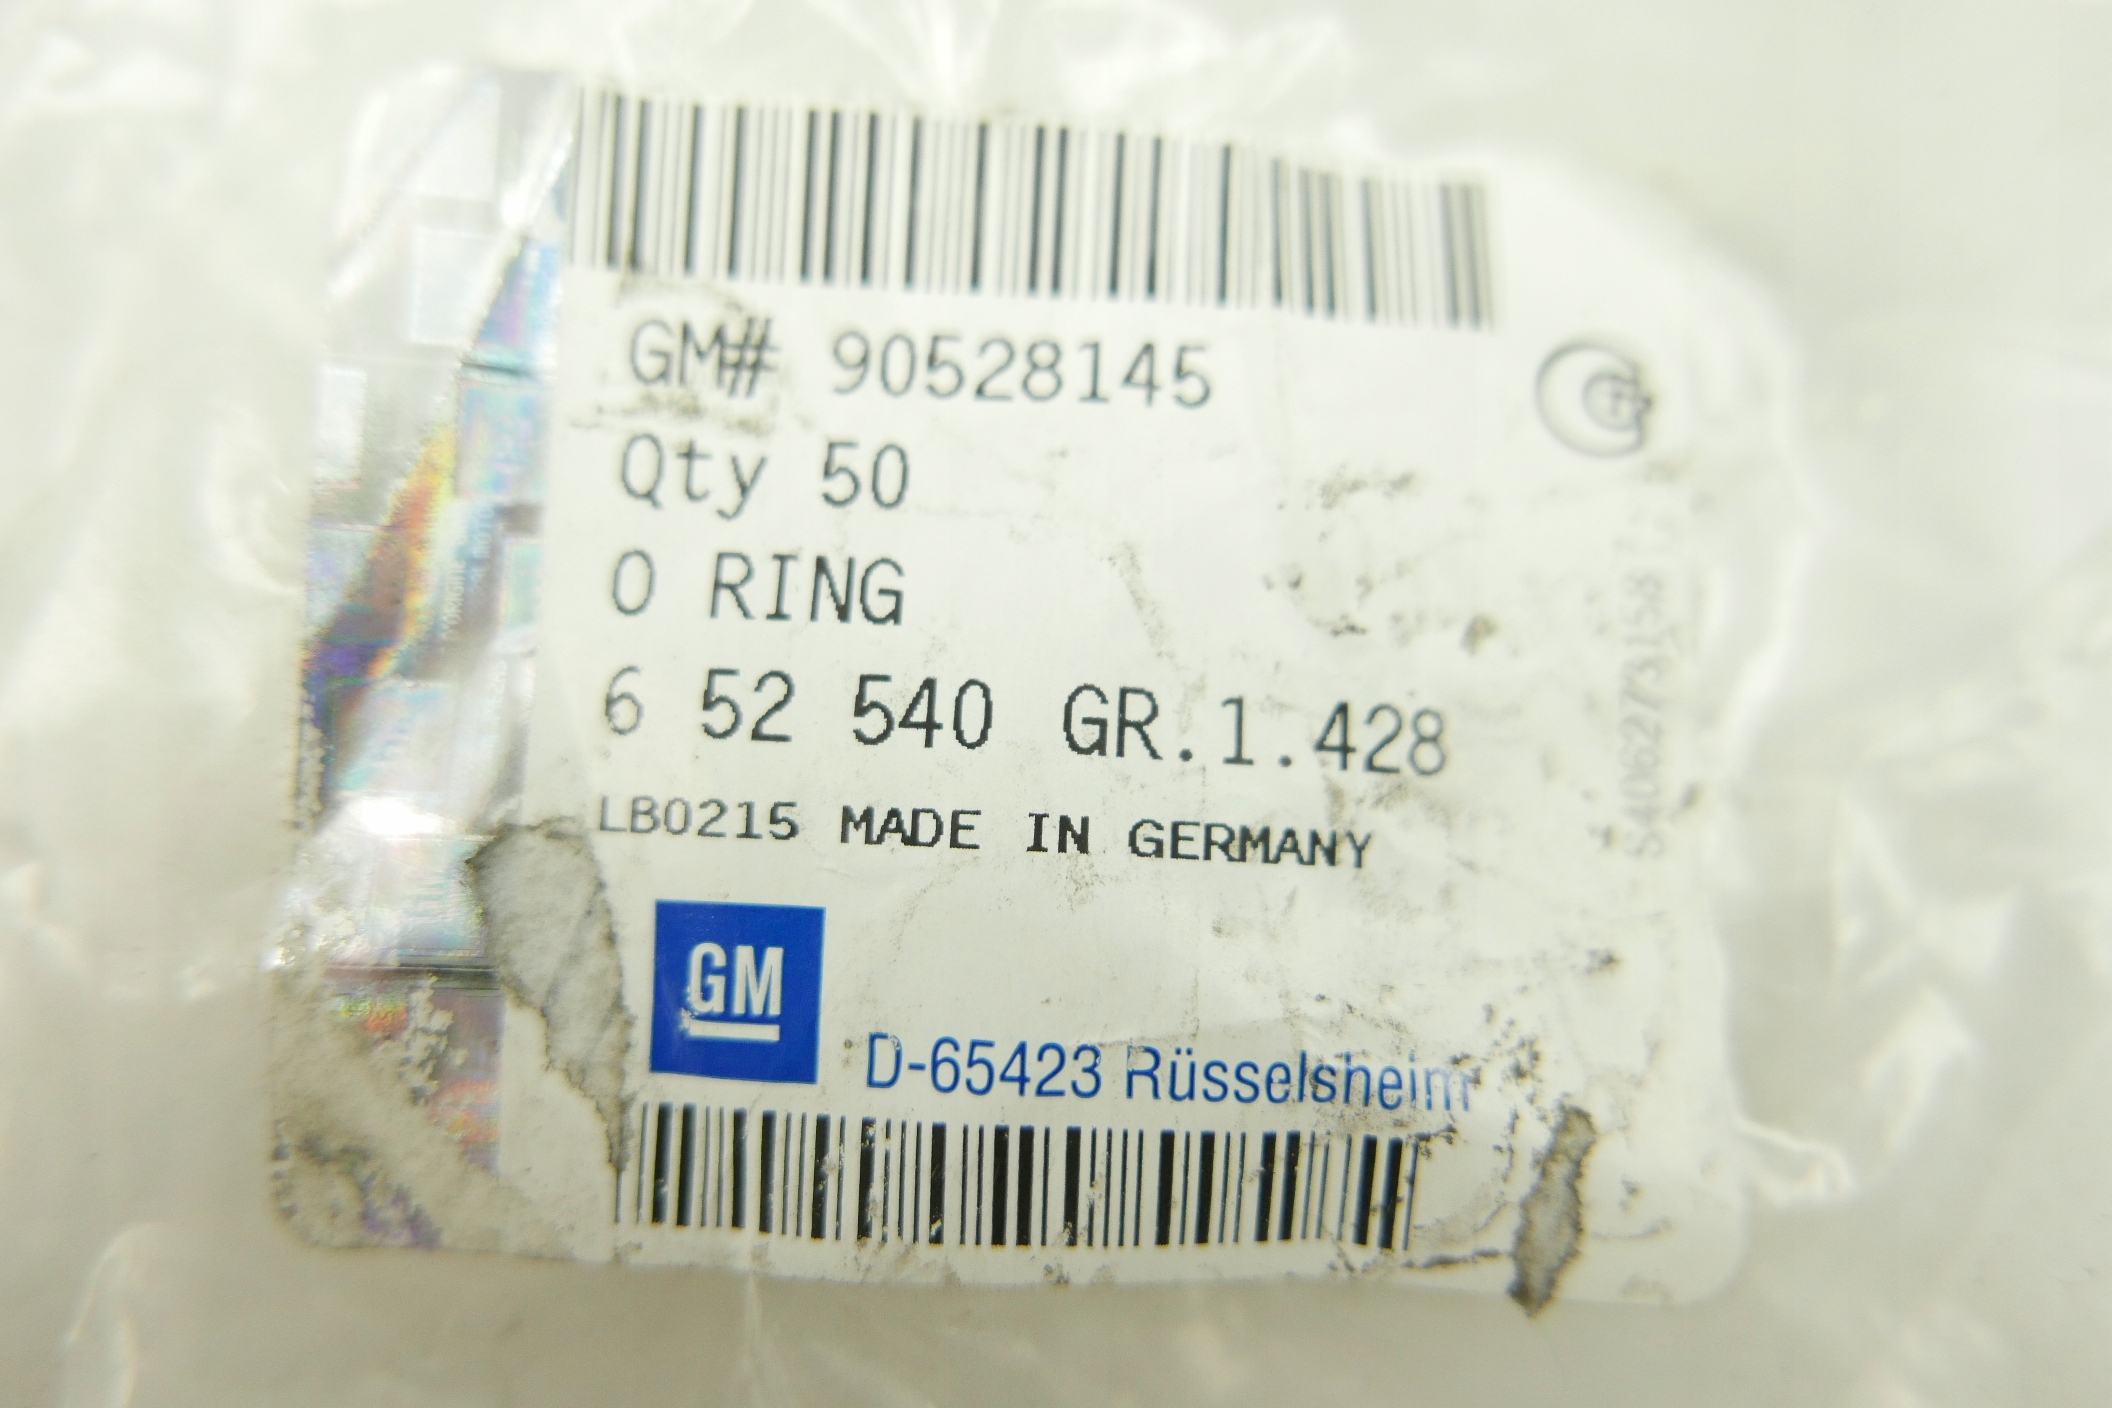 GM# 90528145
Qty 50
O RING
6 52 540 GR.1.428
LB0215 MADE IN GERMANY
GM
D-65423 Rüsselsheim